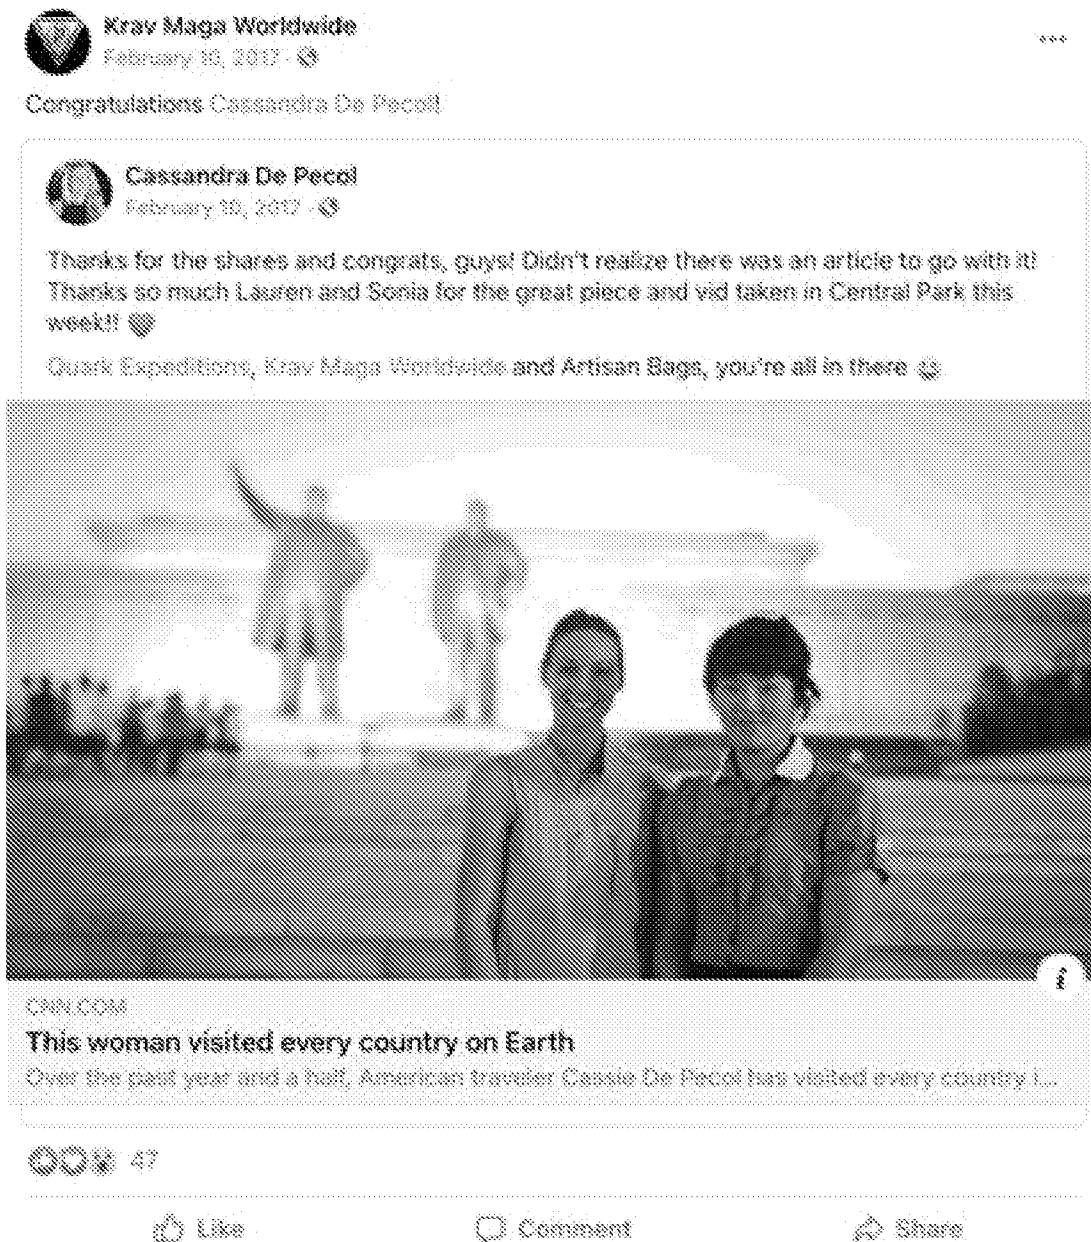 Krav Maga Worldwide
February 10, 2017 ·
Congratulations Cassandra De Pecol!!
Cassandra De Pecol
February 10, 2017 ·
Thanks for the shares and congrats, guys! Didn't realize there was an article to go with it!
Thanks so much Lauren and Sonia for the great piece and vid taken in Central Park this
week!!
Quark Expeditions, Krav Maga Worldwide and Artisan Bags, you're all in there
CNN.COM
This woman visited every country on Earth
Over the past year and a half, American traveler Cassie De Pecol has visited every country i...
47
Like
Comment
Share